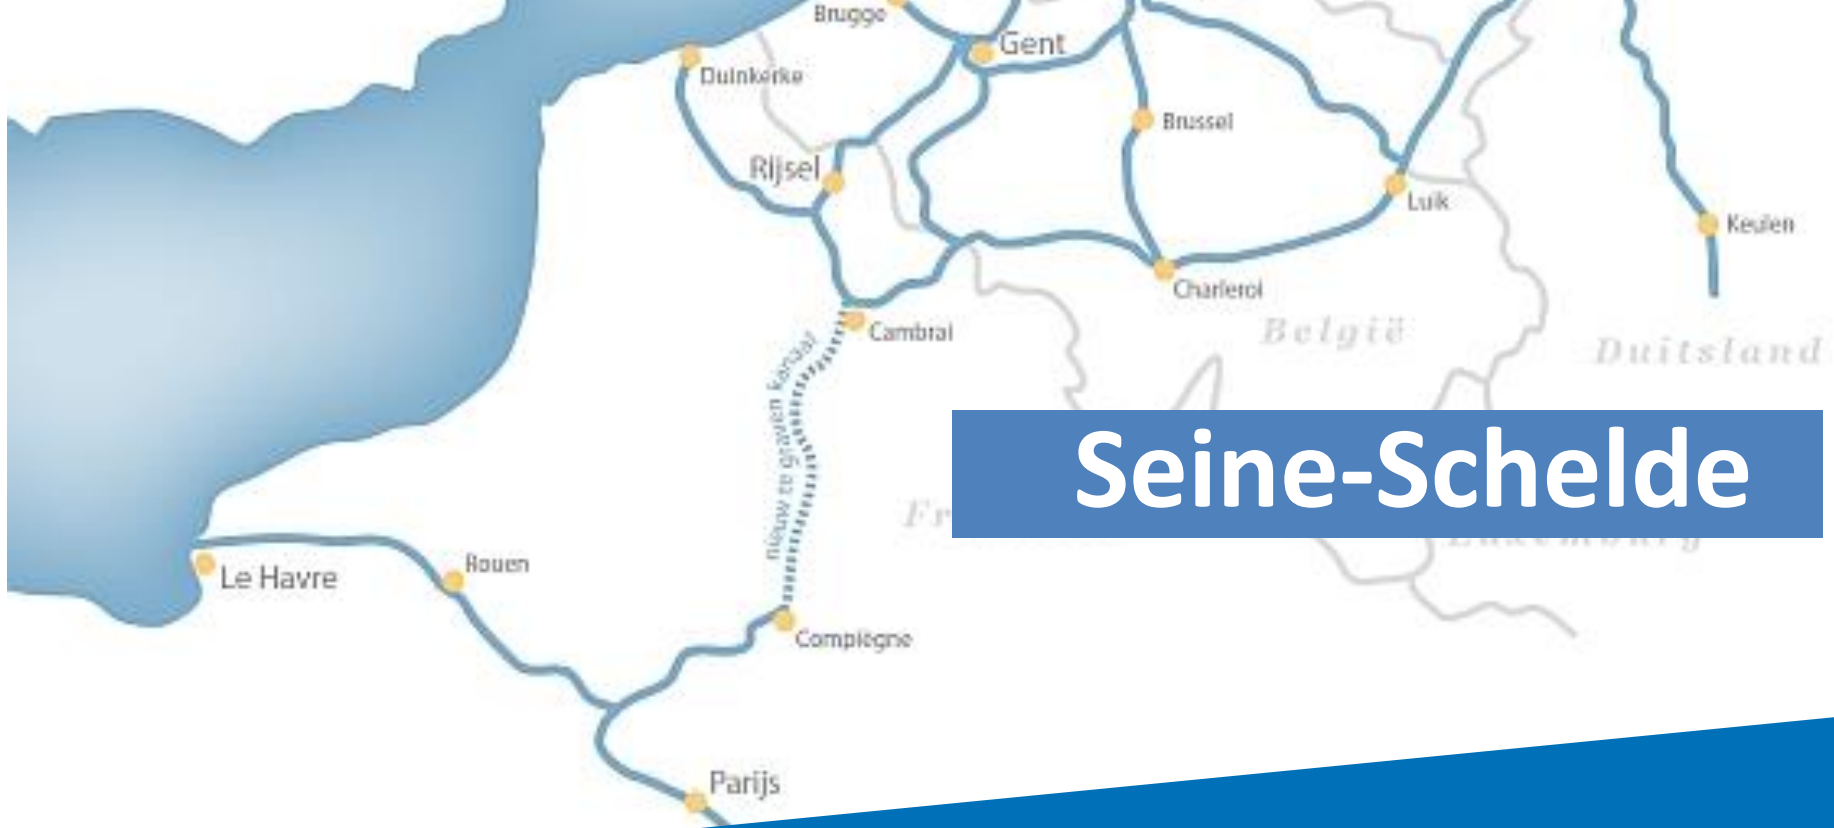 Brugge
Gent
Duinkerke
Brussel
Rijsel
Luik
Keulen
Charleroi
België
Cambrai
Duitsland
nieuw te graven kanaal
Seine-Schelde
Le Havre
Rouen
Compiègne
Parijs